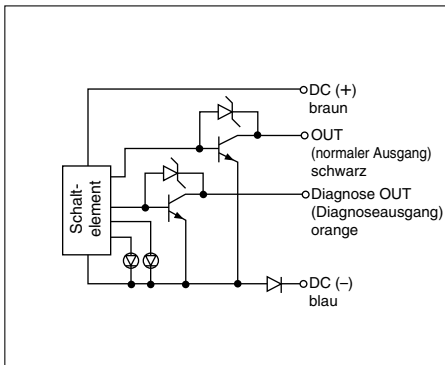 DC (+)
braun
OUT
(normaler Ausgang)
schwarz
Diagnose OUT
(Diagnoseausgang)
orange
Schalt-
element
DC (–)
blau